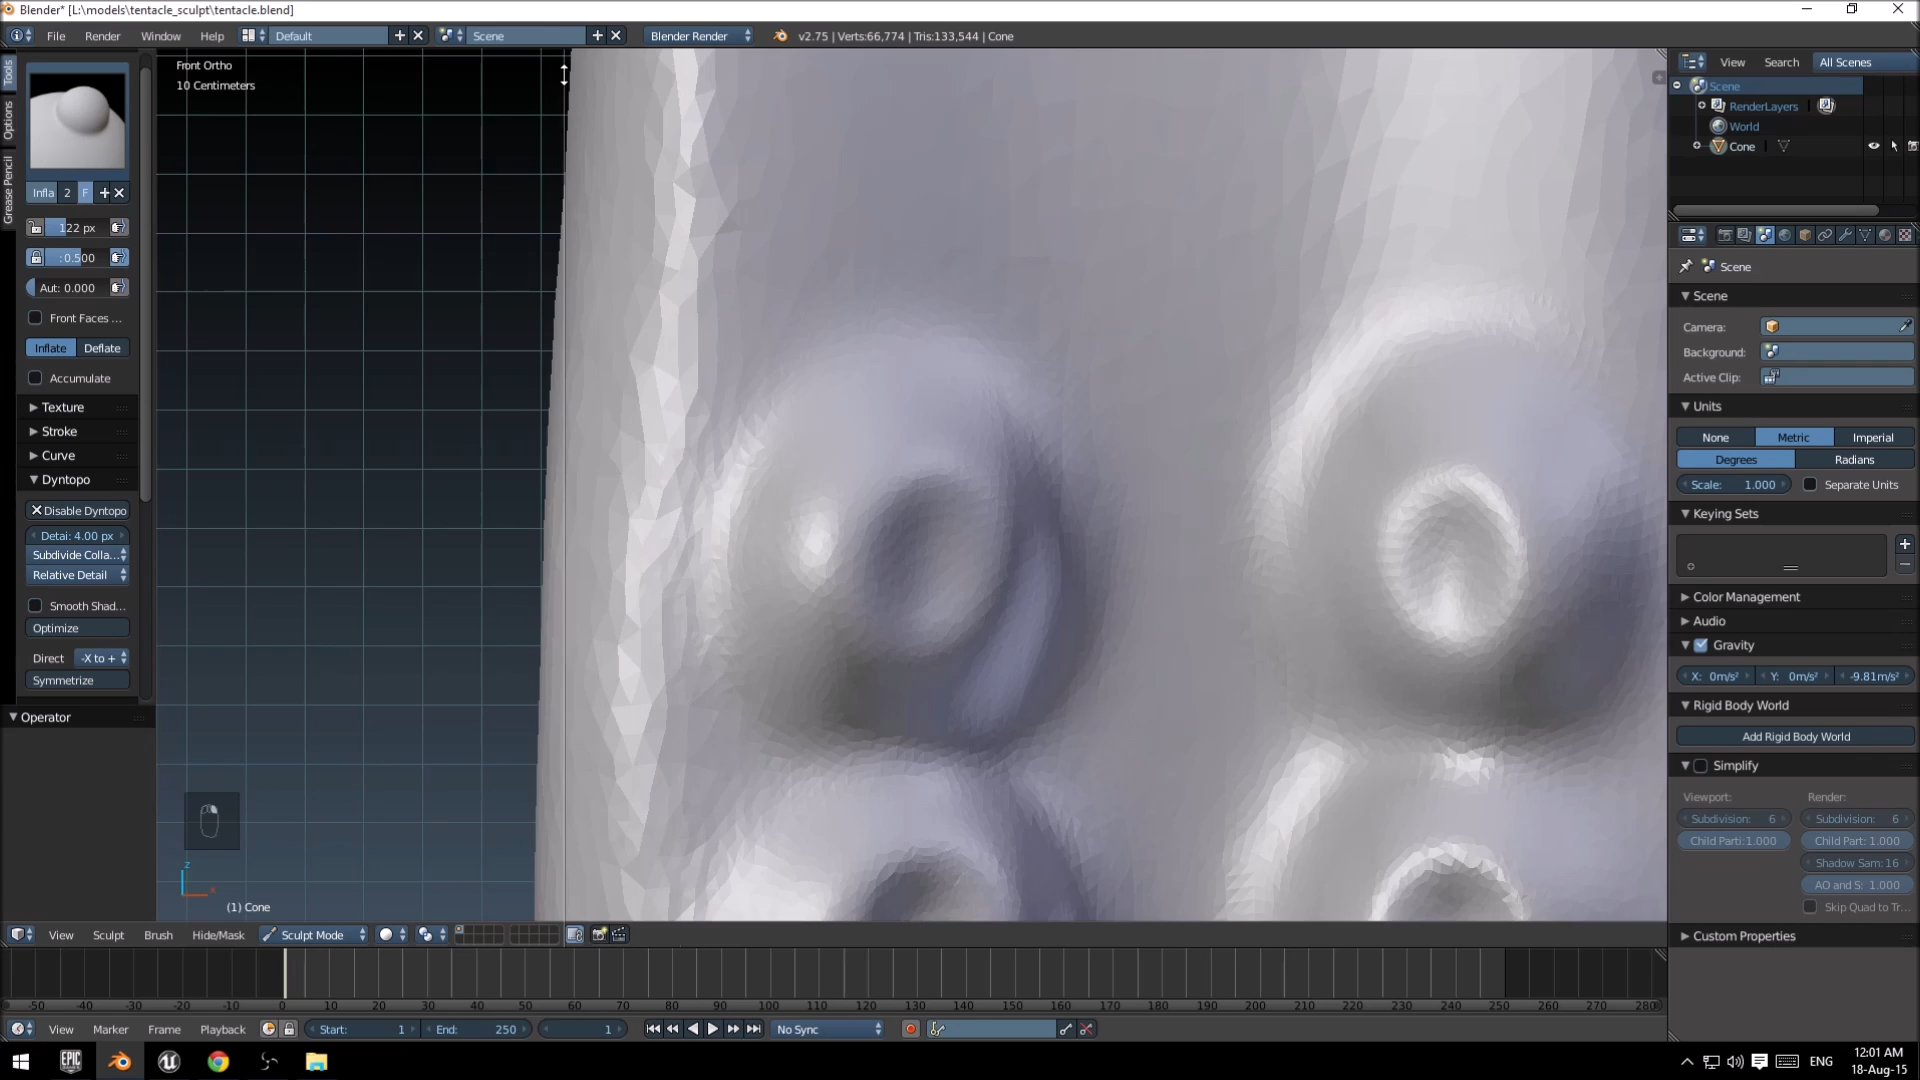 Blender* [L:\models\tentacle_sculpt\tentacle.blend]
File Render Window Help Default Scene Blender Render v2.75 | Verts:66,774 | Tris:133,544 | Cone
Tools
Options
Grease Pencil
Infla 2 F
122 px
: 0.500
Aut: 0.000
Front Faces ...
Inflate Deflate
Accumulate
Texture
Stroke
Curve
Dyntopo
Disable Dyntopo
Detai: 4.00 px
Subdivide Colla...
Relative Detail
Smooth Shad...
Optimize
Direct -X to +
Symmetrize
Operator
Front Ortho
10 Centimeters
z
x
(1) Cone
View Sculpt Brush Hide/Mask Sculpt Mode
View Search All Scenes
Scene
RenderLayers
World
Cone
Scene
Scene
Camera:
Background:
Active Clip:
Units
None Metric Imperial
Degrees Radians
Scale: 1.000 Separate Units
Keying Sets
Color Management
Audio
Gravity
X: 0m/s² Y: 0m/s² -9.81m/s²
Rigid Body World
Add Rigid Body World
Simplify
Viewport: Render:
Subdivision: 6 Subdivision: 6
Child Parti:1.000 Child Part: 1.000
Shadow Sam: 16
AO and S: 1.000
Skip Quad to Tr...
Custom Properties
-50 -40 -30 -20 -10 0 10 20 30 40 50 60 70 80 90 100 110 120 130 140 150 160 170 180 190 200 210 220 230 240 250 260 270 280
View Marker Frame Playback Start: 1 End: 250 1 No Sync
EPIC GAMES
ENG
12:01 AM
18-Aug-15